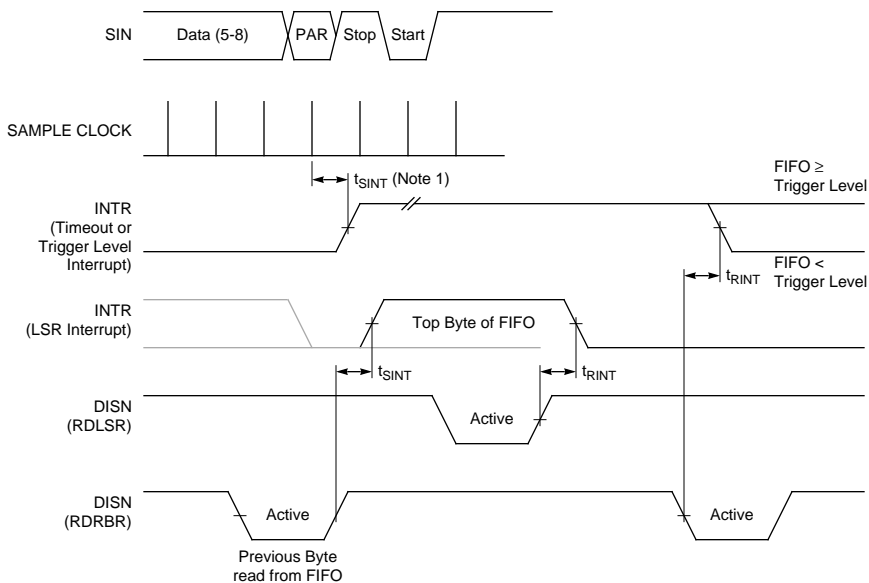 SIN
Data (5-8)
PAR
Stop
Start
SAMPLE CLOCK
tSINT (Note 1)
FIFO ≥
Trigger Level
INTR
(Timeout or
Trigger Level
Interrupt)
FIFO <
Trigger Level
tRINT
INTR
(LSR Interrupt)
Top Byte of FIFO
tSINT
tRINT
DISN
(RDLSR)
Active
DISN
(RDRBR)
Active
Active
Previous Byte
read from FIFO